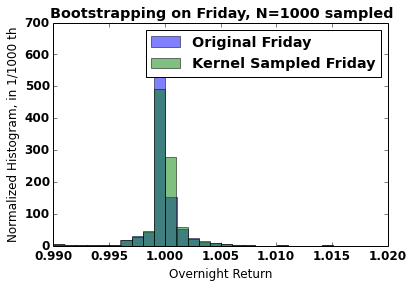 Bootstrapping on Friday, N=1000 sampled
Original Friday
Kernel Sampled Friday
Normalized Histogram, in 1/1000 th
700
600
500
400
300
200
100
0
0.990 0.995 1.000 1.005 1.010 1.015 1.020
Overnight Return